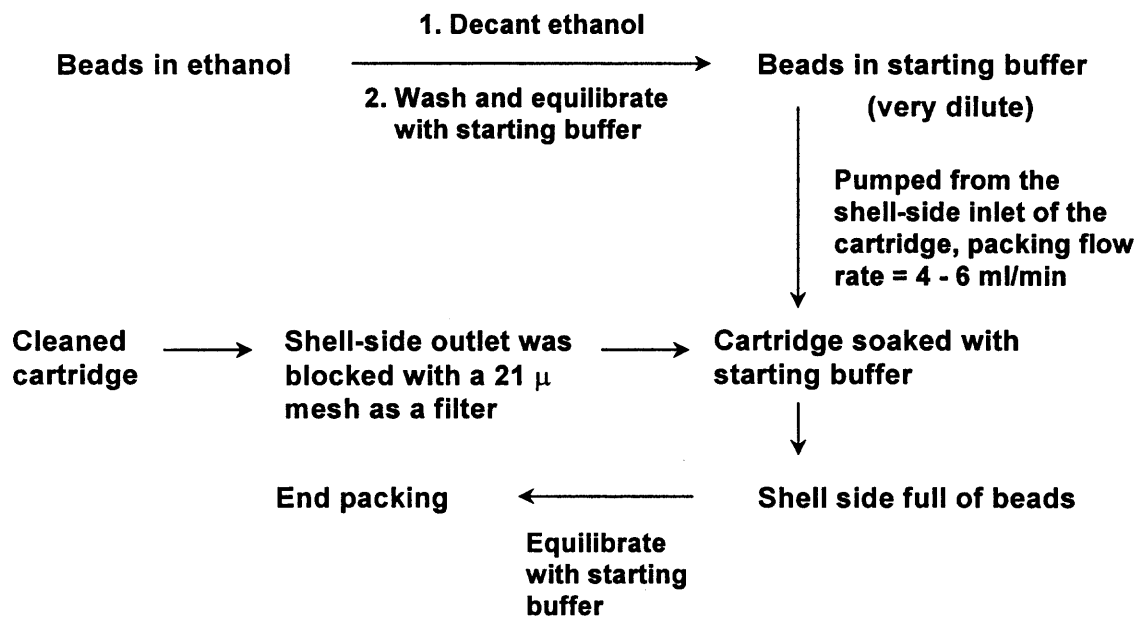 1. Decant ethanol
Beads in ethanol
Beads in starting buffer
2. Wash and equilibrate
with starting buffer
(very dilute)
Pumped from the
shell-side inlet of the
cartridge, packing flow
rate = 4 - 6 ml/min
Cleaned
cartridge
Shell-side outlet was
blocked with a 21 μ
mesh as a filter
Cartridge soaked with
starting buffer
Shell side full of beads
End packing
Equilibrate
with starting
buffer